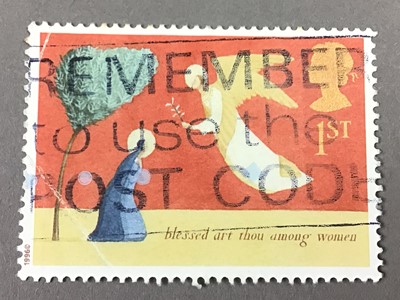 REMEMBER
to use the
POST CODE
1ST
blessed art thou among women
1996